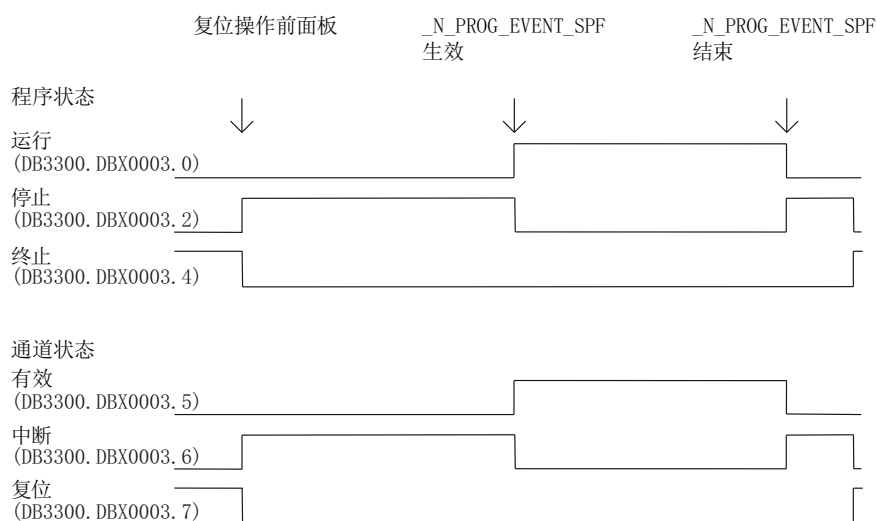 复位操作前面板 _N_PROG_EVENT_SPF _N_PROG_EVENT_SPF
生效 结束
程序状态
运行
(DB3300.DBX0003.0)
停止
(DB3300.DBX0003.2)
终止
(DB3300.DBX0003.4)
通道状态
有效
(DB3300.DBX0003.5)
中断
(DB3300.DBX0003.6)
复位
(DB3300.DBX0003.7)